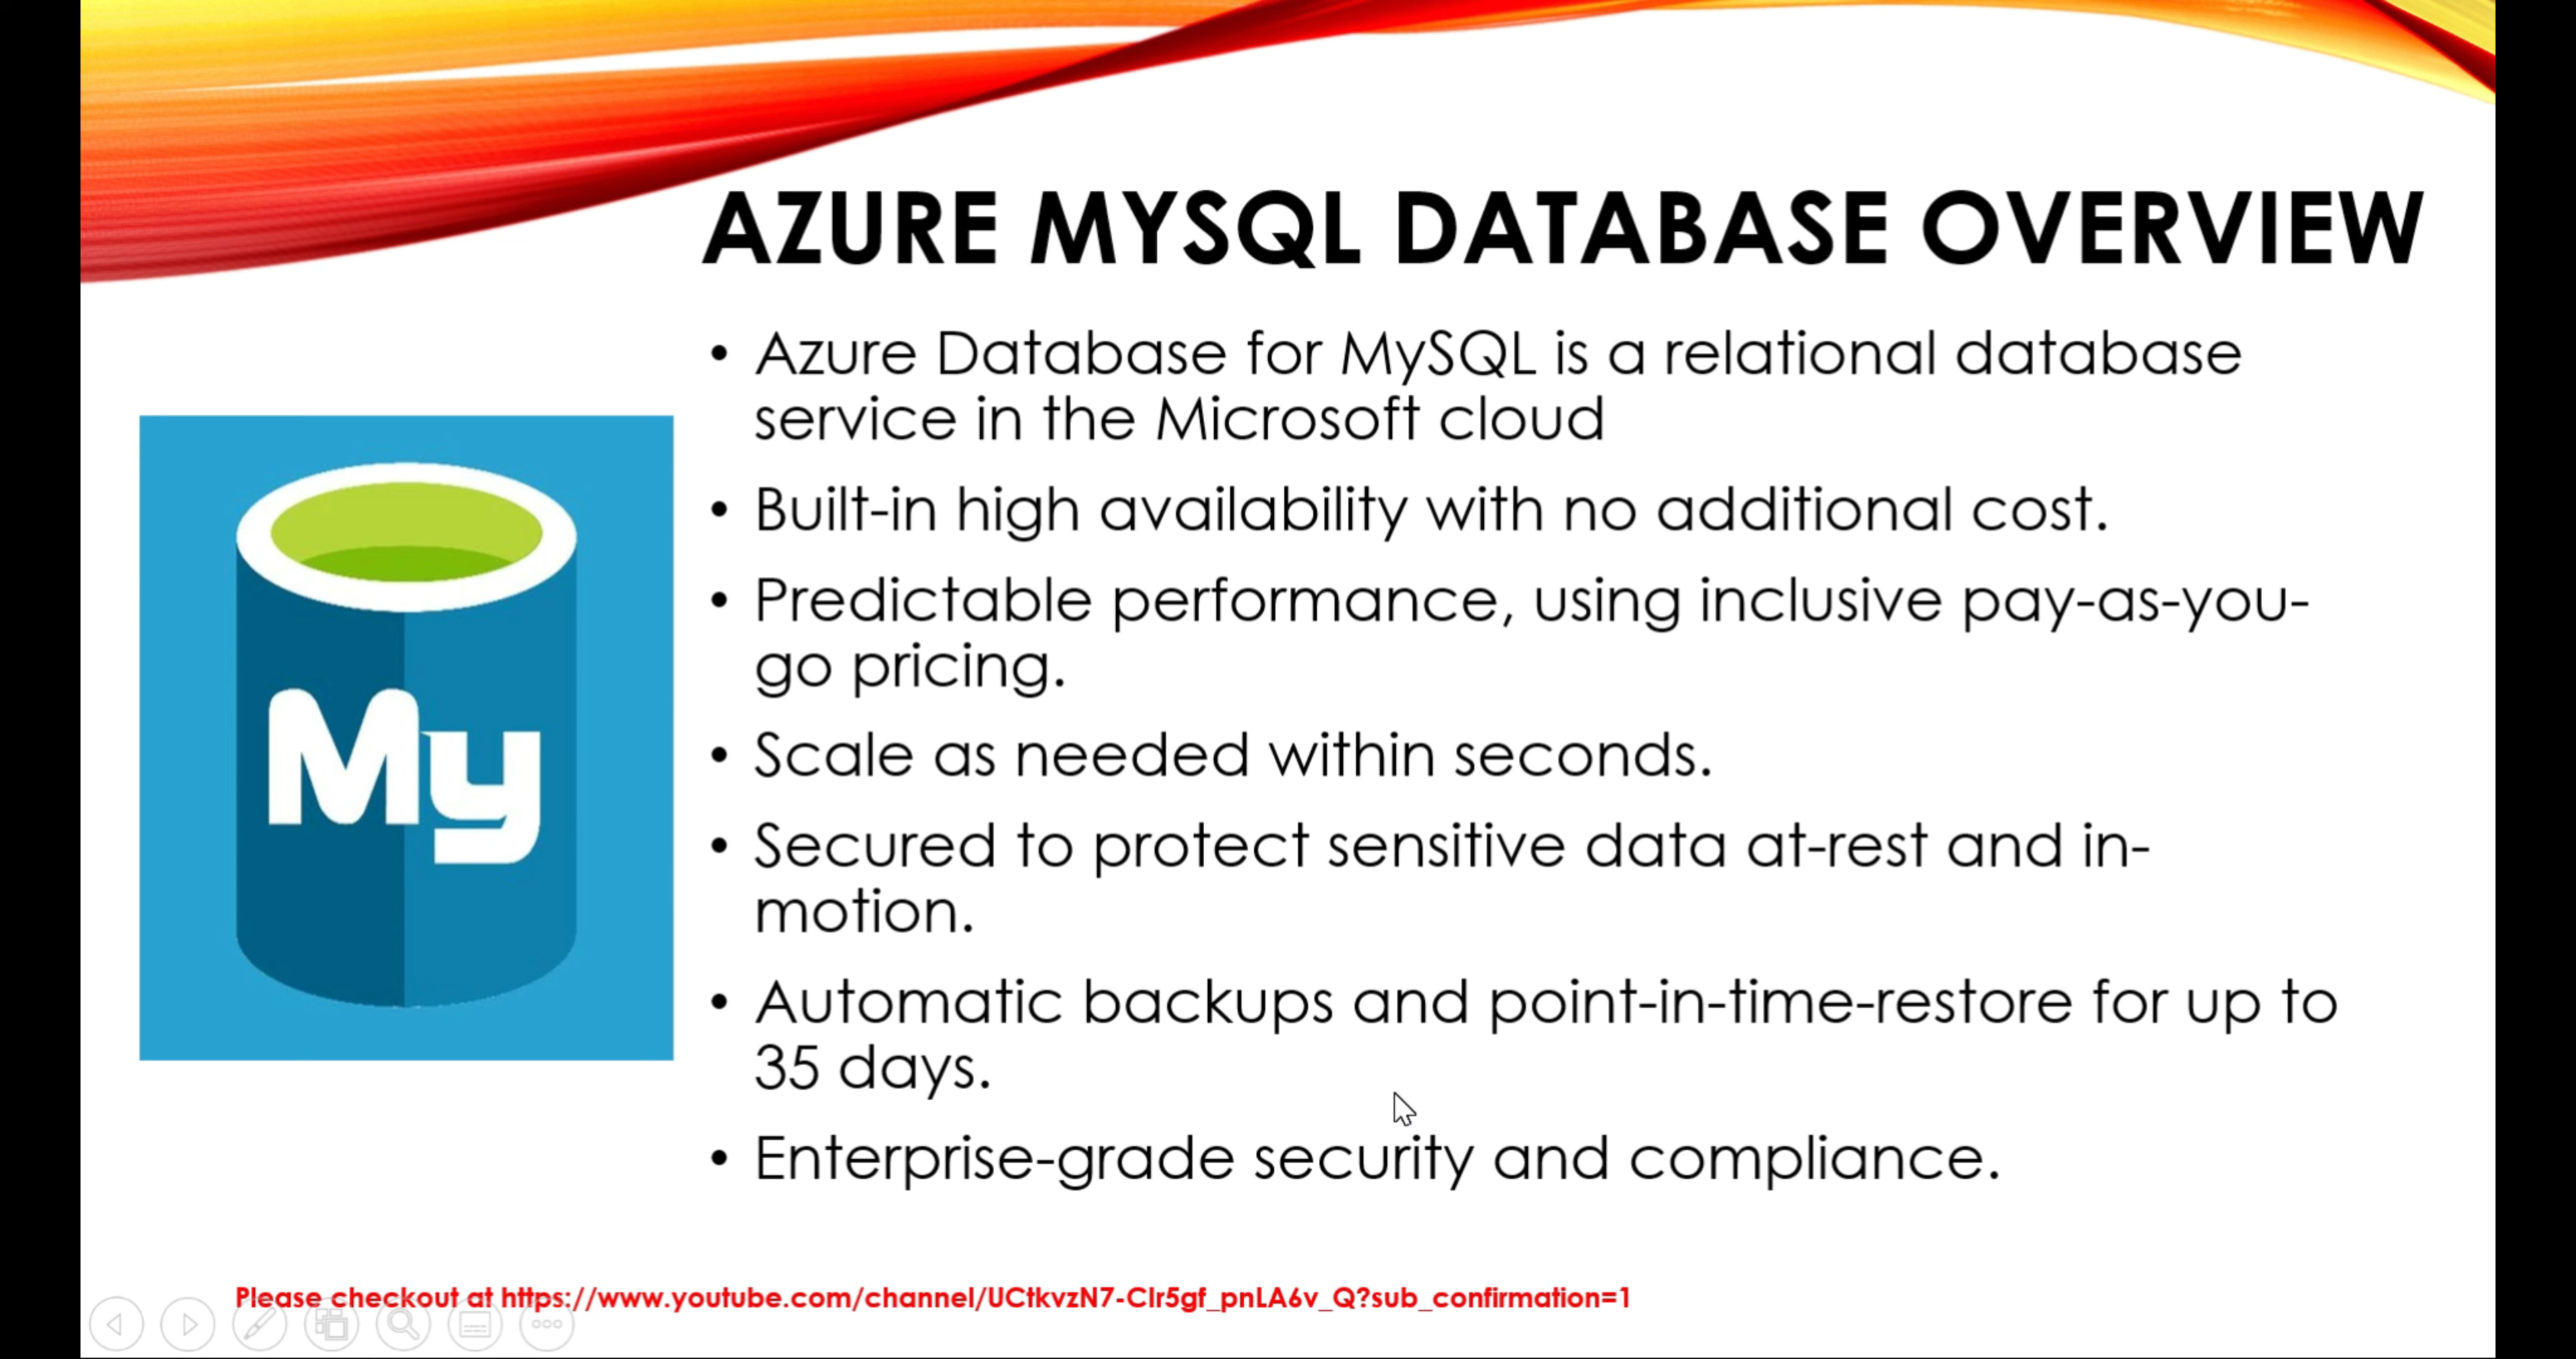 AZURE MYSQL DATABASE OVERVIEW
• Azure Database for MySQL is a relational database
service in the Microsoft cloud
• Built-in high availability with no additional cost.
• Predictable performance, using inclusive pay-as-you-
go pricing.
• Scale as needed within seconds.
• Secured to protect sensitive data at-rest and in-
motion.
• Automatic backups and point-in-time-restore for up to
35 days.
• Enterprise-grade security and compliance.
My
Please checkout at https://www.youtube.com/channel/UCtkvzN7-CIr5gf_pnLA6v_Q?sub_confirmation=1